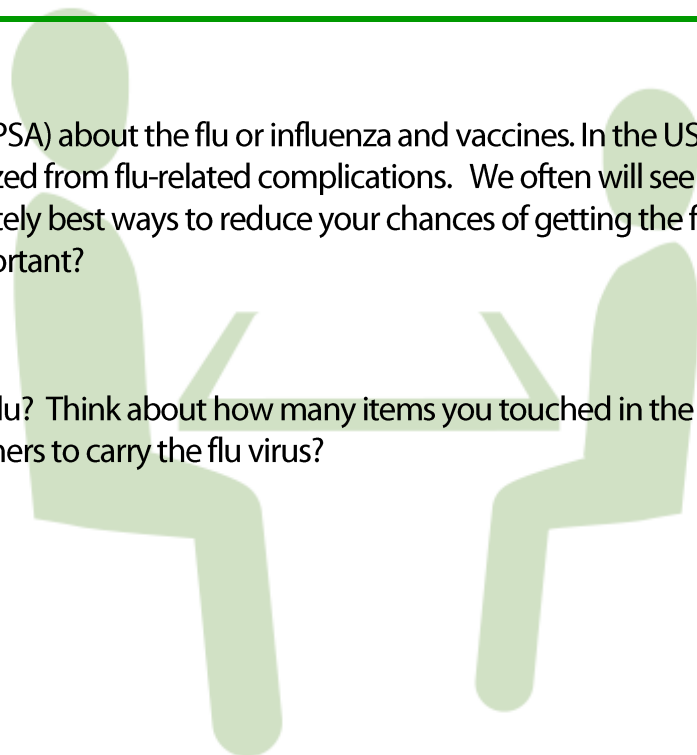 PSA) about the flu or influenza and vaccines. In the US
zed from flu-related complications. We often will see
tely best ways to reduce your chances of getting the f
ortant?
lu? Think about how many items you touched in the
ners to carry the flu virus?